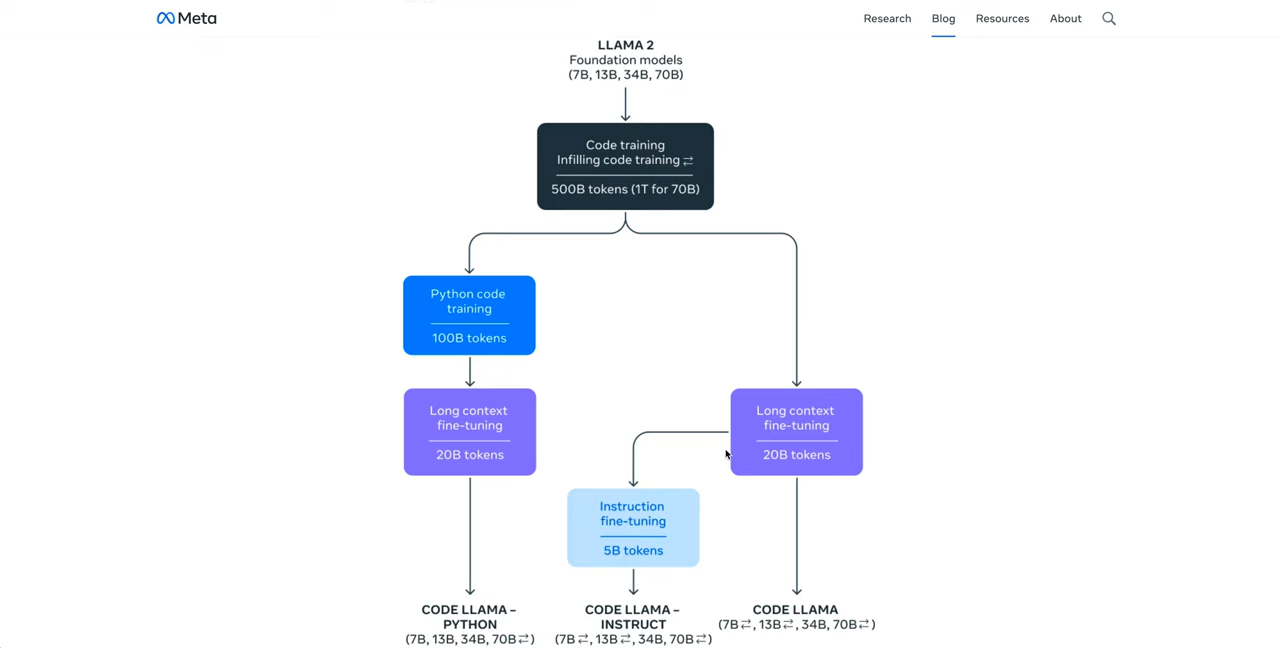 Meta
Research
Blog
Resources
About
LLAMA 2
Foundation models
(7B, 13B, 34B, 70B)
Code training
Infilling code training ⇄
500B tokens (1T for 70B)
Python code
training
100B tokens
Long context
fine-tuning
20B tokens
Long context
fine-tuning
20B tokens
Instruction
fine-tuning
5B tokens
CODE LLAMA –
PYTHON
(7B, 13B, 34B, 70B⇄)
CODE LLAMA –
INSTRUCT
(7B⇄, 13B⇄, 34B, 70B⇄)
CODE LLAMA
(7B⇄, 13B⇄, 34B, 70B⇄)